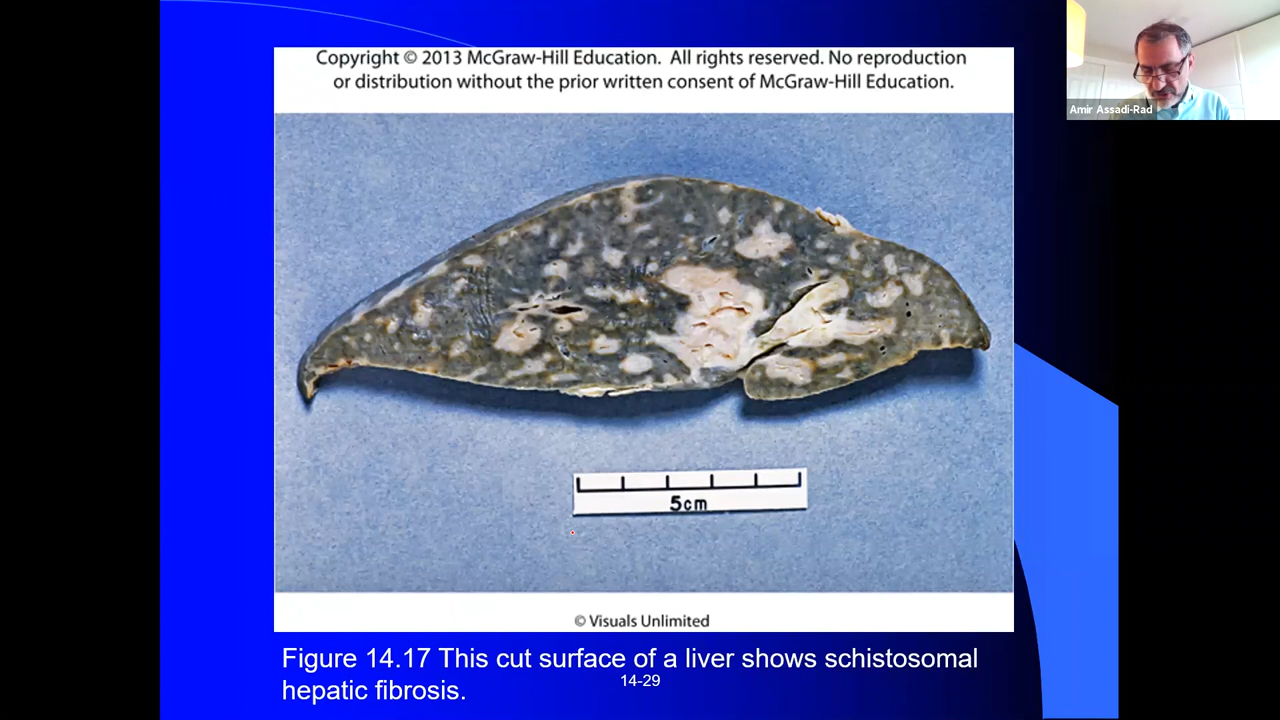 Copyright © 2013 McGraw-Hill Education. All rights reserved. No reproduction
or distribution without the prior written consent of McGraw-Hill Education.
Amir Assadi-Rad
5cm
© Visuals Unlimited
Figure 14.17 This cut surface of a liver shows schistosomal
hepatic fibrosis.
14-29